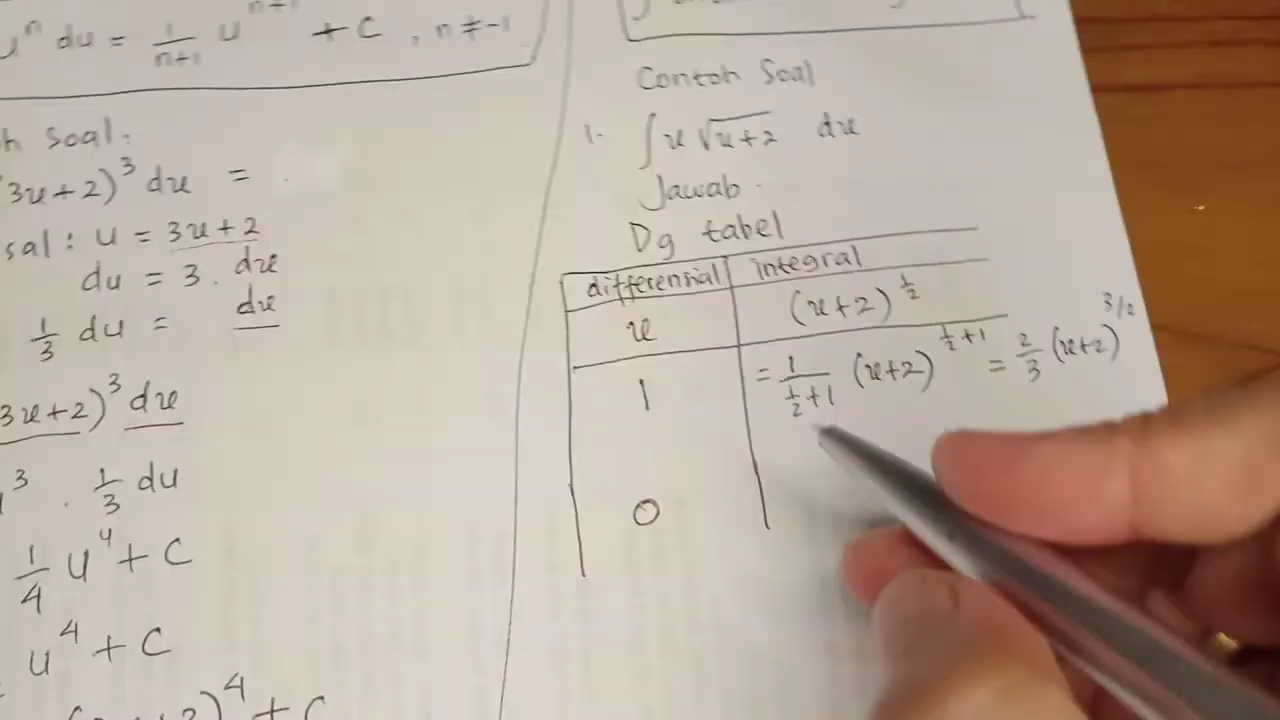 uⁿ du = 1/(n+1) u^(n+1) + C , n ≠ -1
h Soal :
3x+2)³ dx =
sal : u = 3x+2
du = 3 . dx
1/3 du = dx
3x+2)³ dx
³ . 1/3 du
1/4 u⁴ + C
u⁴ + C
)⁴ + C
Contoh Soal
1. ∫ x √(x+2) dx
Jawab .
Dg tabel
differensial integral
x (x+2)^(1/2)
1 = 1/(1/2+1) (x+2)^(1/2+1) = 2/3 (x+2)^(3/2)
0